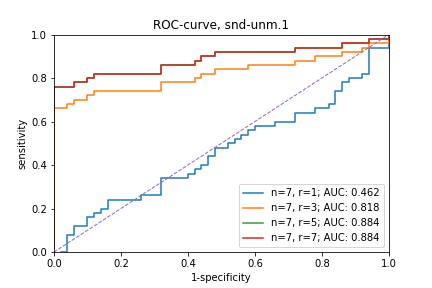 ROC-curve, snd-unm.1
1.0
0.8
0.6
0.4
0.2
0.0
sensitivity
n=7, r=1; AUC: 0.462
n=7, r=3; AUC: 0.818
n=7, r=5; AUC: 0.884
n=7, r=7; AUC: 0.884
0.0 0.2 0.4 0.6 0.8 1.0
1-specificity